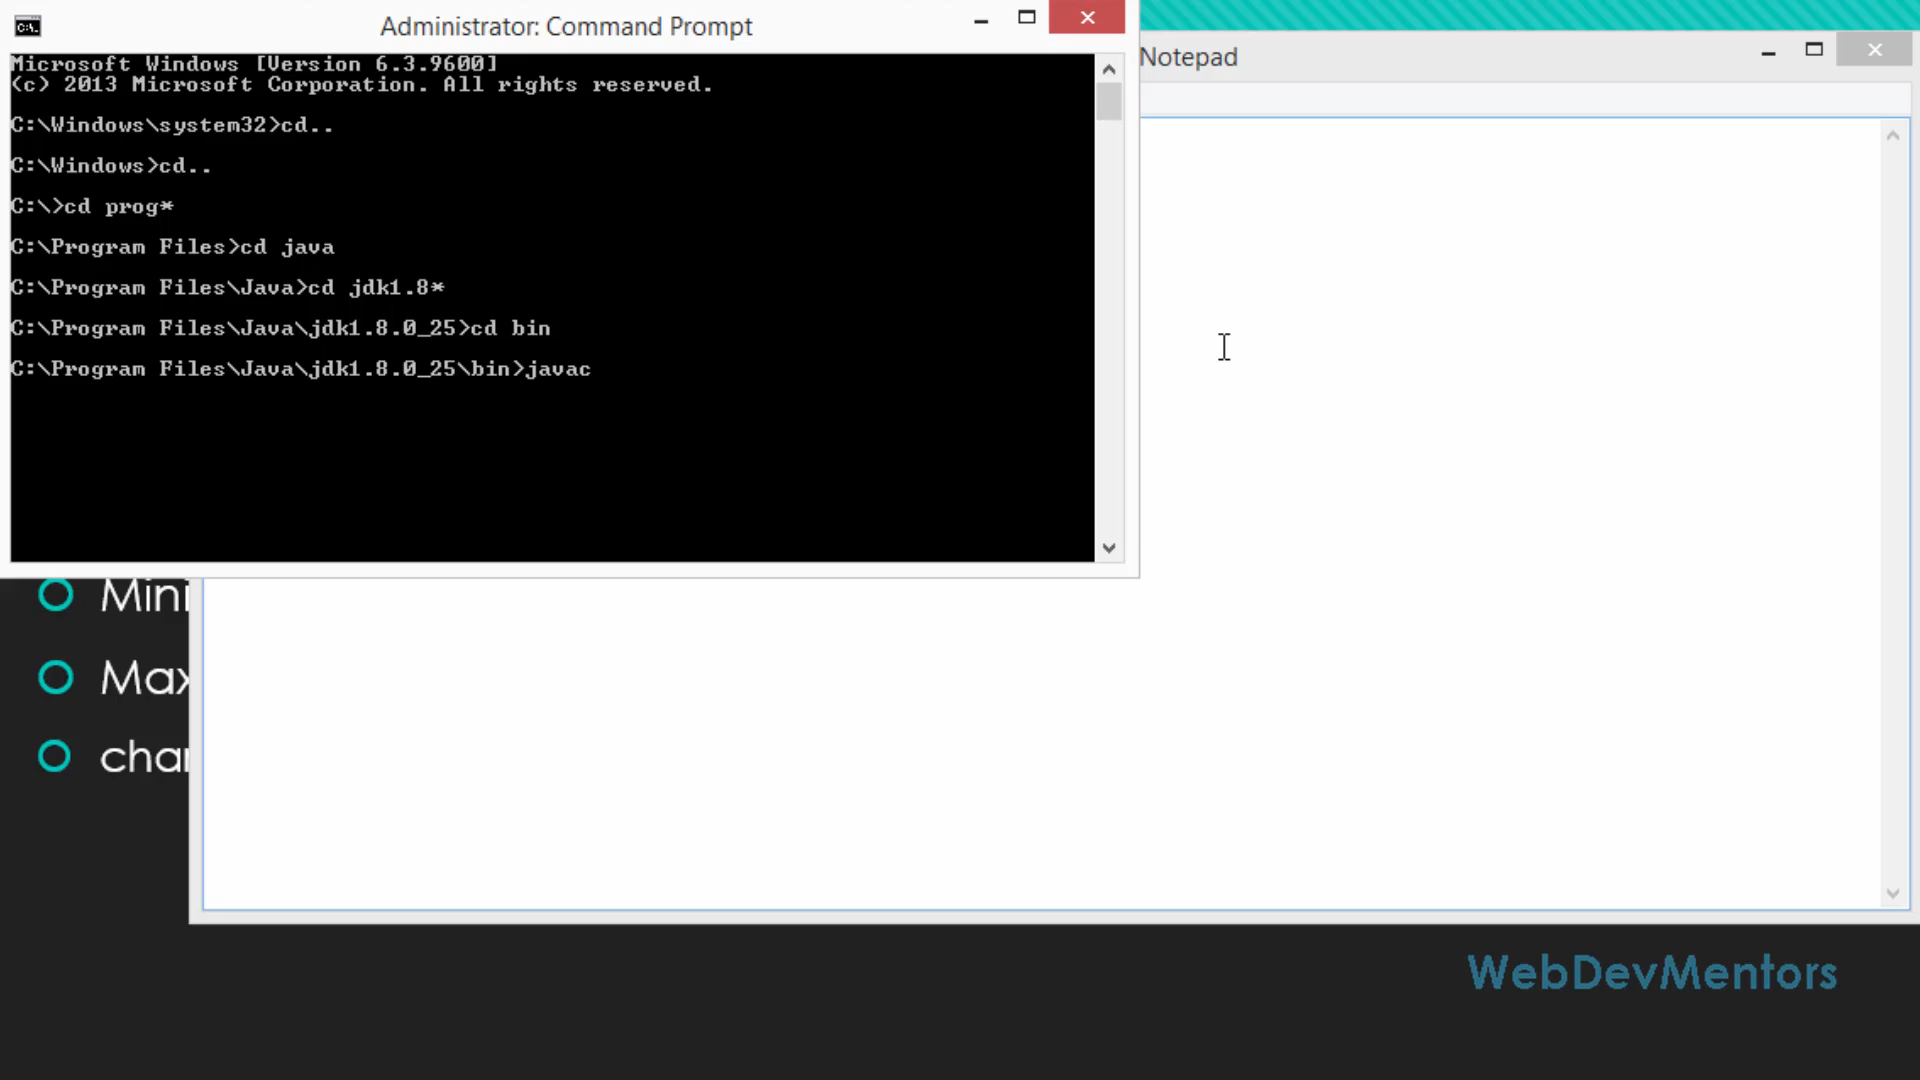 Administrator: Command Prompt
Microsoft Windows [Version 6.3.9600]
(c) 2013 Microsoft Corporation. All rights reserved.
C:\Windows\system32>cd..
C:\Windows>cd..
C:\>cd prog*
C:\Program Files>cd java
C:\Program Files\Java>cd jdk1.8*
C:\Program Files\Java\jdk1.8.0_25>cd bin
C:\Program Files\Java\jdk1.8.0_25\bin>javac
Notepad
Mini
Max
char
WebDevMentors